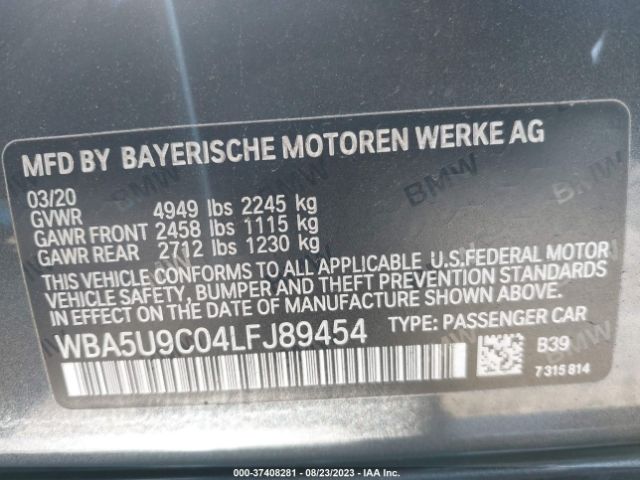 MFD BY BAYERISCHE MOTOREN WERKE AG
03/20
GVWR 4949 lbs 2245 kg
GAWR FRONT 2458 lbs 1115 kg
GAWR REAR 2712 lbs 1230 kg
THIS VEHICLE CONFORMS TO ALL APPLICABLE U.S.FEDERAL MOTOR
VEHICLE SAFETY, BUMPER AND THEFT PREVENTION STANDARDS
IN EFFECT ON THE DATE OF MANUFACTURE SHOWN ABOVE.
WBA5U9C04LFJ89454 TYPE: PASSENGER CAR
B39
7315814
000-37408281 - 08/23/2023 - IAA Inc.